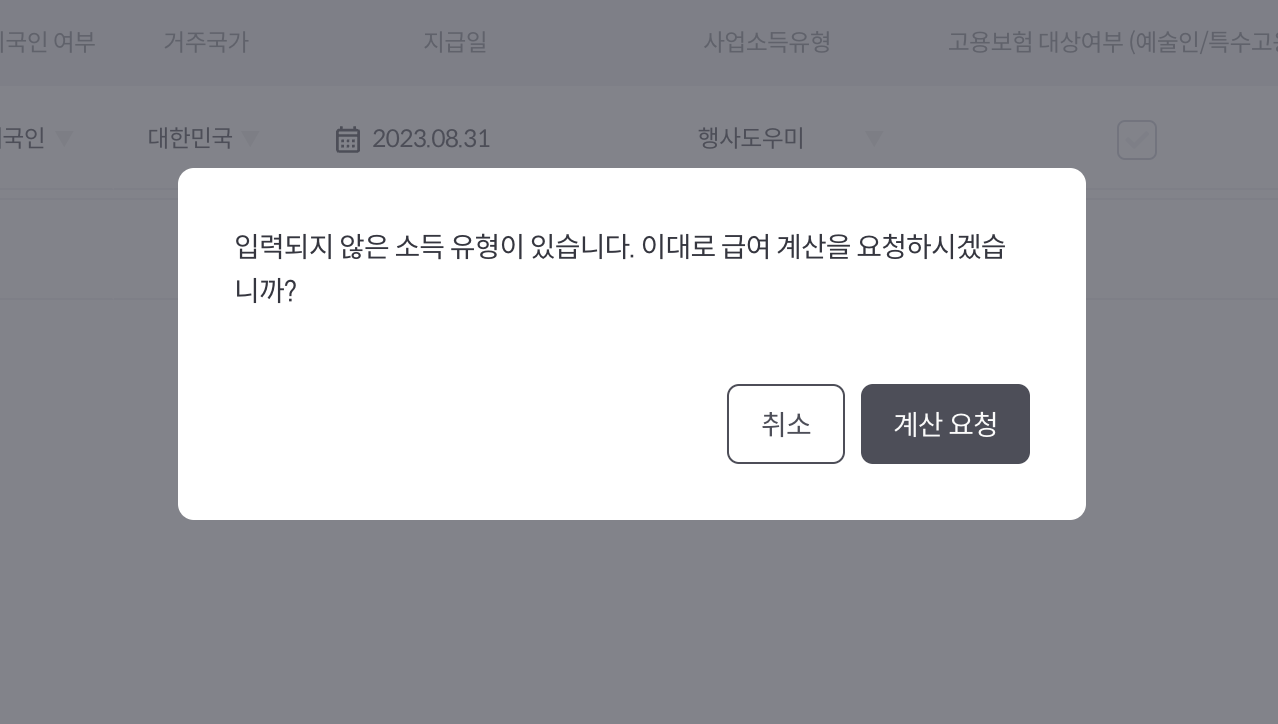 국인 여부 거주국가 지급일 사업소득유형 고용보험 대상여부 (예술인/특수고
국인 대한민국 2023.08.31 행사도우미
입력되지 않은 소득 유형이 있습니다. 이대로 급여 계산을 요청하시겠습
니까?
취소 계산 요청